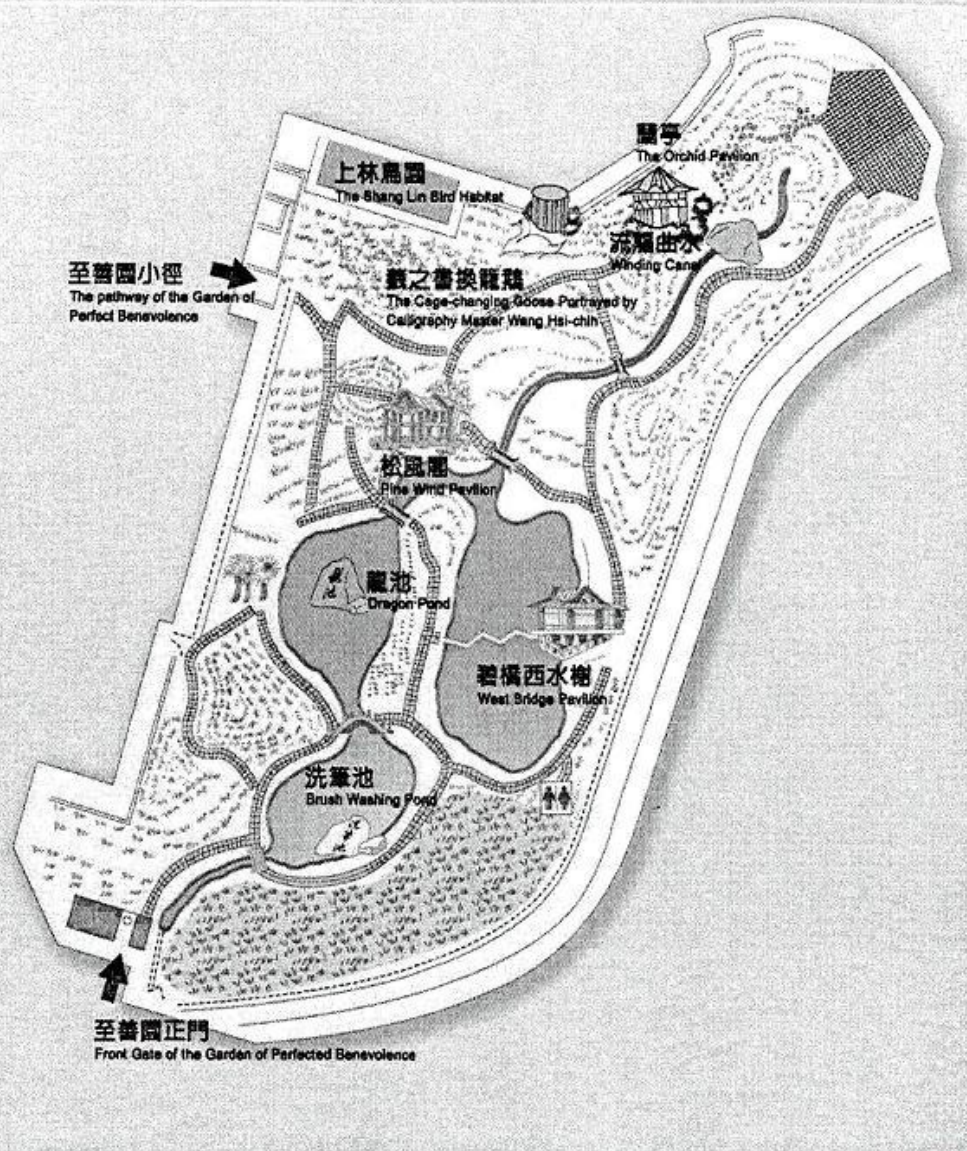 蘭亭
The Orchid Pavilion
上林鳥園
The Shang Lin Bird Habitat
流觴曲水
Winding Canal
至善園小徑
The pathway of the Garden of
Perfect Benevolence
羲之書換籠鵝
The Cage-changing Goose Portrayed by
Calligraphy Master Wang Hsi-chih
松風閣
Pine Wind Pavilion
龍池
Dragon Pond
碧橋西水榭
West Bridge Pavilion
洗筆池
Brush Washing Pond
洗筆池
至善園正門
Front Gate of the Garden of Perfected Benevolence